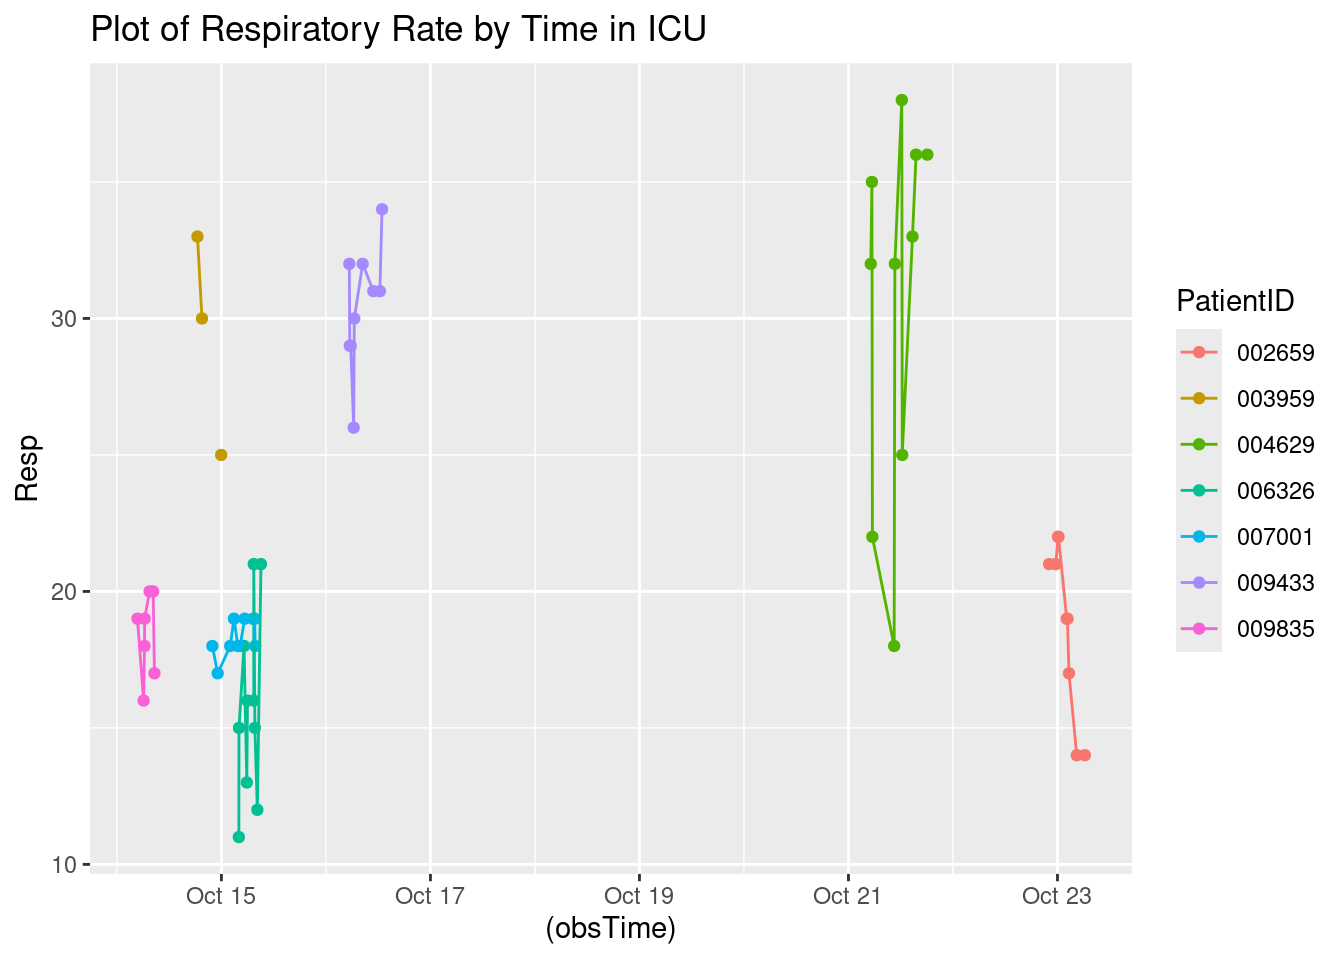 Plot of Respiratory Rate by Time in ICU
Resp
30
20
10
Oct 15
Oct 17
Oct 19
Oct 21
Oct 23
(obsTime)
PatientID
002659
003959
004629
006326
007001
009433
009835